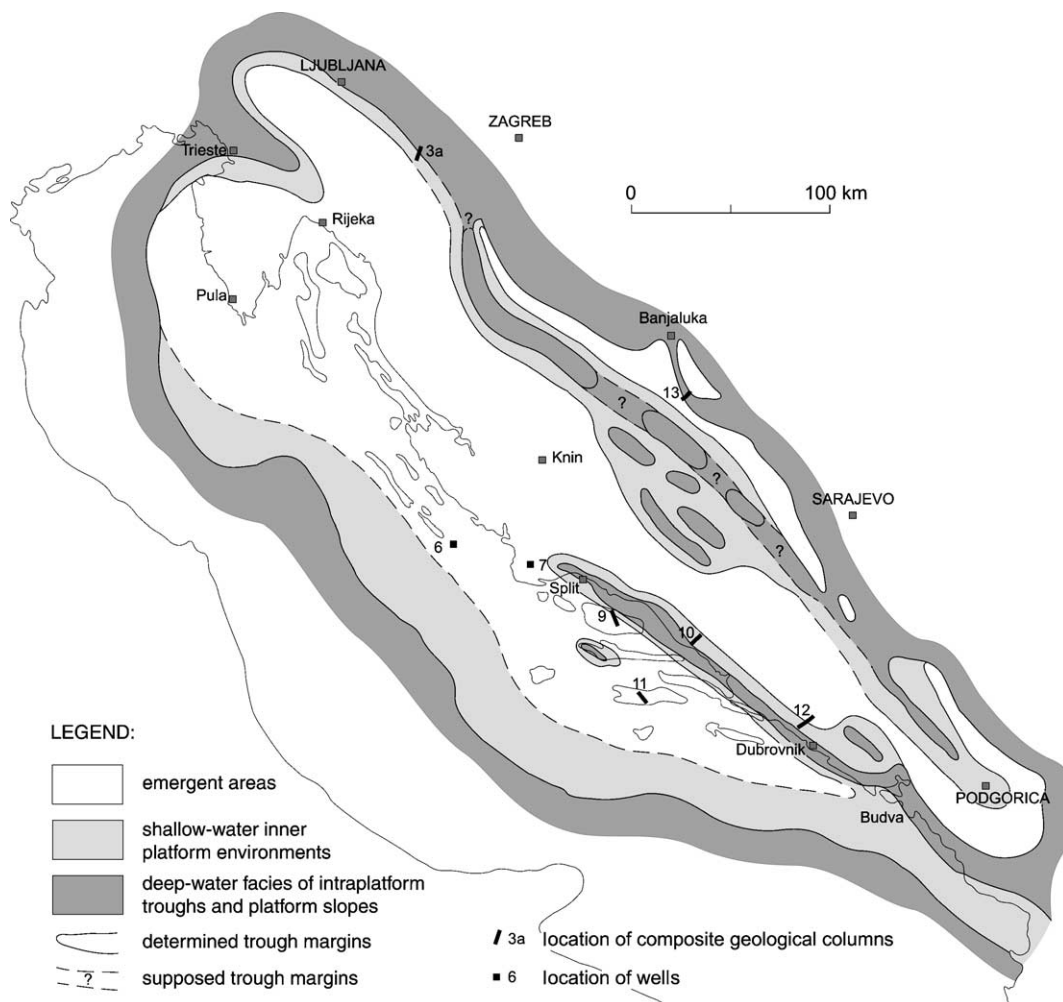 LJUBLJANA
ZAGREB
Trieste
3a
0 100 km
?
Rijeka
Pula
Banjaluka
13
?
Knin
?
SARAJEVO
6
7
?
Split
9
10
11
12
Dubrovnik
PODGORICA
Budva
LEGEND:
emergent areas
shallow-water inner
platform environments
deep-water facies of intraplatform
troughs and platform slopes
determined trough margins
? supposed trough margins
3a location of composite geological columns
6 location of wells